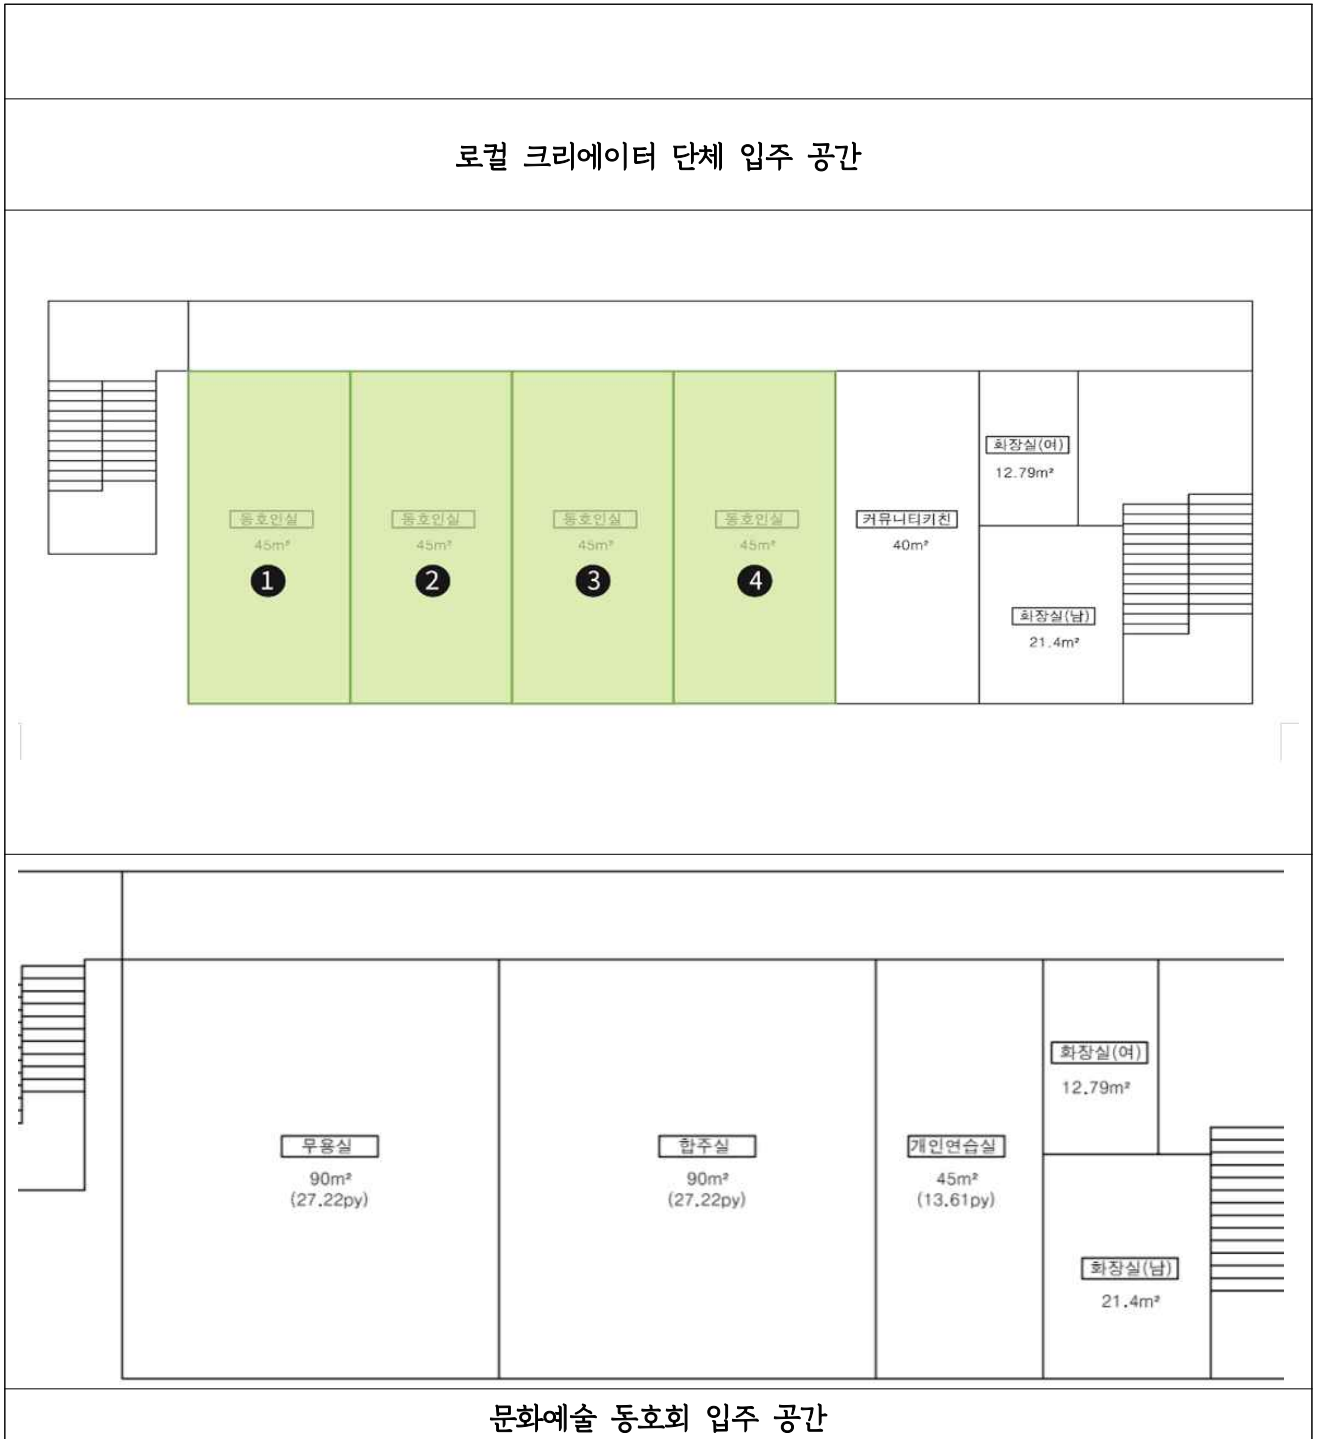 로컬 크리에이터 단체 입주 공간
화장실(여)
12.79m²
동호인실 동호인실 동호인실 동호인실 커뮤니티키친
45m² 45m² 45m² 45m² 40m²
1 2 3 4
화장실(남)
21.4m²
화장실(여)
12.79m²
무용실 합주실 개인연습실
90m² 90m² 45m²
(27.22py) (27.22py) (13.61py)
화장실(남)
21.4m²
문화예술 동호회 입주 공간